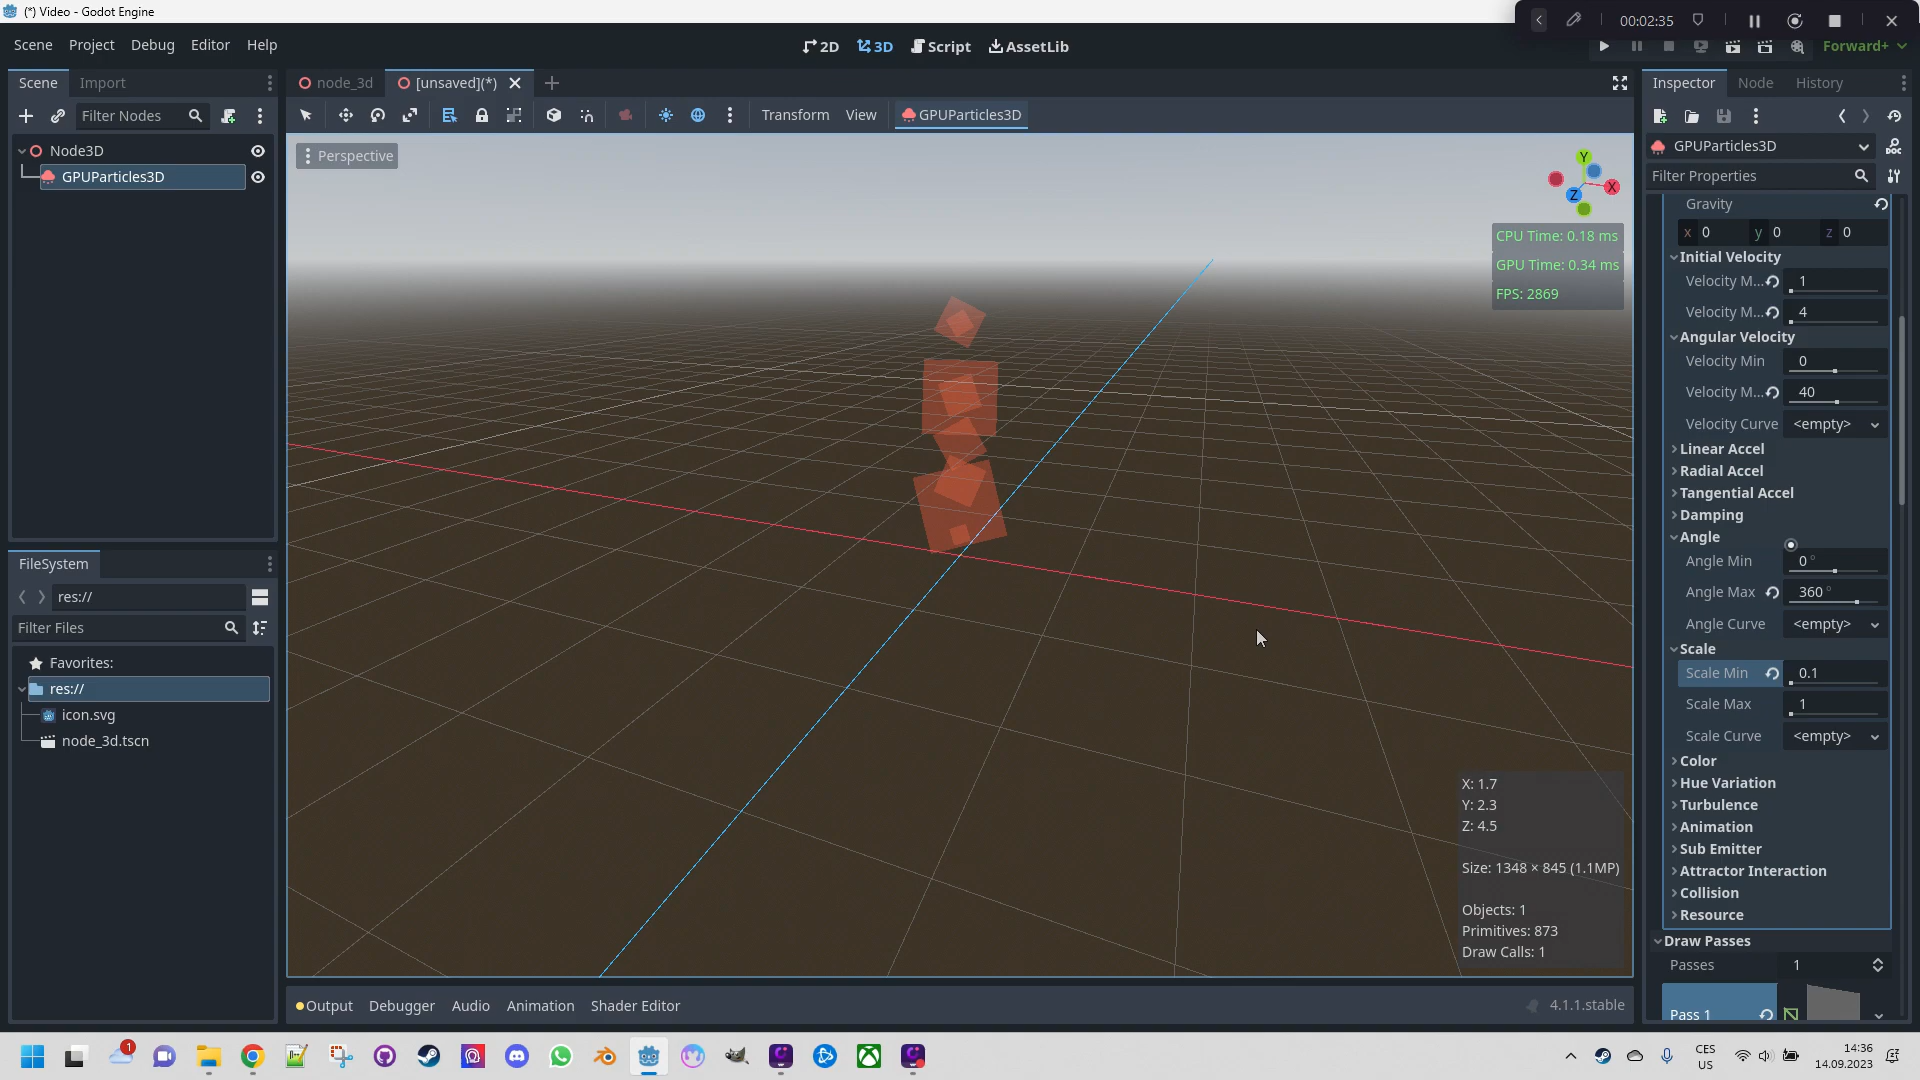 (*) Video - Godot Engine
00:02:35
Scene Project Debug Editor Help
2D 3D Script AssetLib
Forward+
Scene Import
node_3d [unsaved](*)
Inspector Node History
Filter Nodes
Transform View GPUParticles3D
Node3D
GPUParticles3D
Perspective
Y
X
Z
CPU Time: 0.18 ms
GPU Time: 0.34 ms
FPS: 2869
GPUParticles3D
Filter Properties
Gravity
x 0 y 0 z 0
Initial Velocity
Velocity M... 1
Velocity M... 4
Angular Velocity
Velocity Min 0
Velocity M... 40
Velocity Curve <empty>
Linear Accel
Radial Accel
Tangential Accel
Damping
Angle
Angle Min 0 °
Angle Max 360 °
Angle Curve <empty>
Scale
Scale Min 0.1
Scale Max 1
Scale Curve <empty>
Color
Hue Variation
Turbulence
Animation
Sub Emitter
Attractor Interaction
Collision
Resource
Draw Passes
Passes 1
Pass 1
FileSystem
res://
Filter Files
Favorites:
res://
icon.svg
node_3d.tscn
X: 1.7
Y: 2.3
Z: 4.5
Size: 1348 × 845 (1.1MP)
Objects: 1
Primitives: 873
Draw Calls: 1
Output Debugger Audio Animation Shader Editor
4.1.1.stable
1
CES
US
14:36
14.09.2023